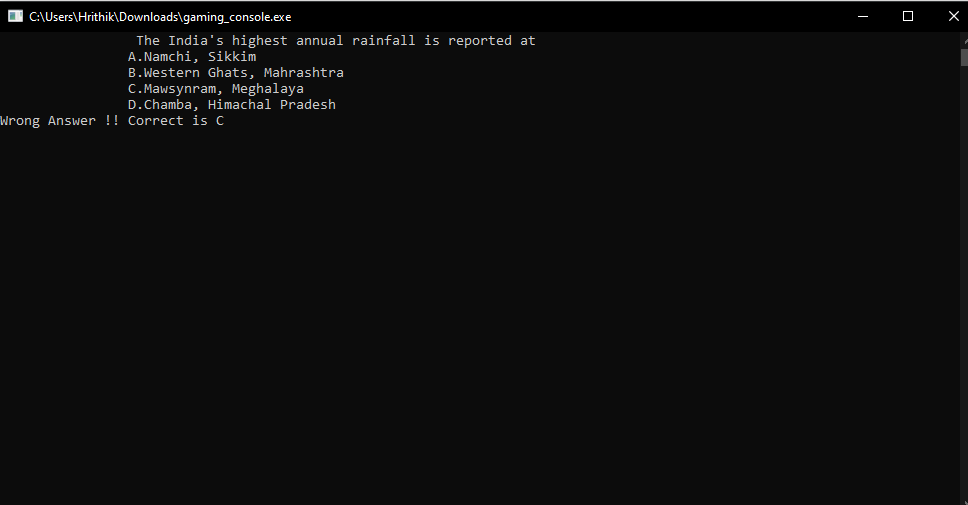 C:\Users\Hrithik\Downloads\gaming_console.exe
The India's highest annual rainfall is reported at
A.Namchi, Sikkim
B.Western Ghats, Mahrashtra
C.Mawsynram, Meghalaya
D.Chamba, Himachal Pradesh
Wrong Answer !! Correct is C